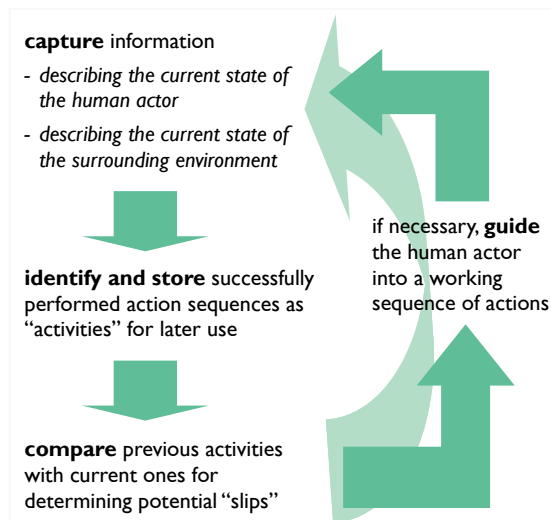 capture information
- describing the current state of
the human actor
- describing the current state of
the surrounding environment
identify and store successfully
performed action sequences as
“activities” for later use
compare previous activities
with current ones for
determining potential “slips”
if necessary, guide
the human actor
into a working
sequence of actions